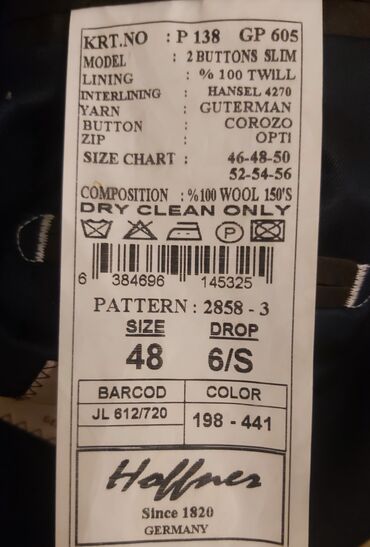 KRT.NO : P 138 GP 605
MODEL : 2 BUTTONS SLIM
LINING : % 100 TWILL
INTERLINING : HANSEL 4270
YARN : GUTERMAN
BUTTON : COROZO
ZIP : OPTI
SIZE CHART : 46-48-50
52-54-56
COMPOSITION : %100 WOOL 150'S
DRY CLEAN ONLY
P
6 384696 145325
PATTERN : 2858 - 3
SIZE DROP
48 6/S
BARCOD COLOR
JL 612/720 198 - 441
Haffner
Since 1820
GERMANY